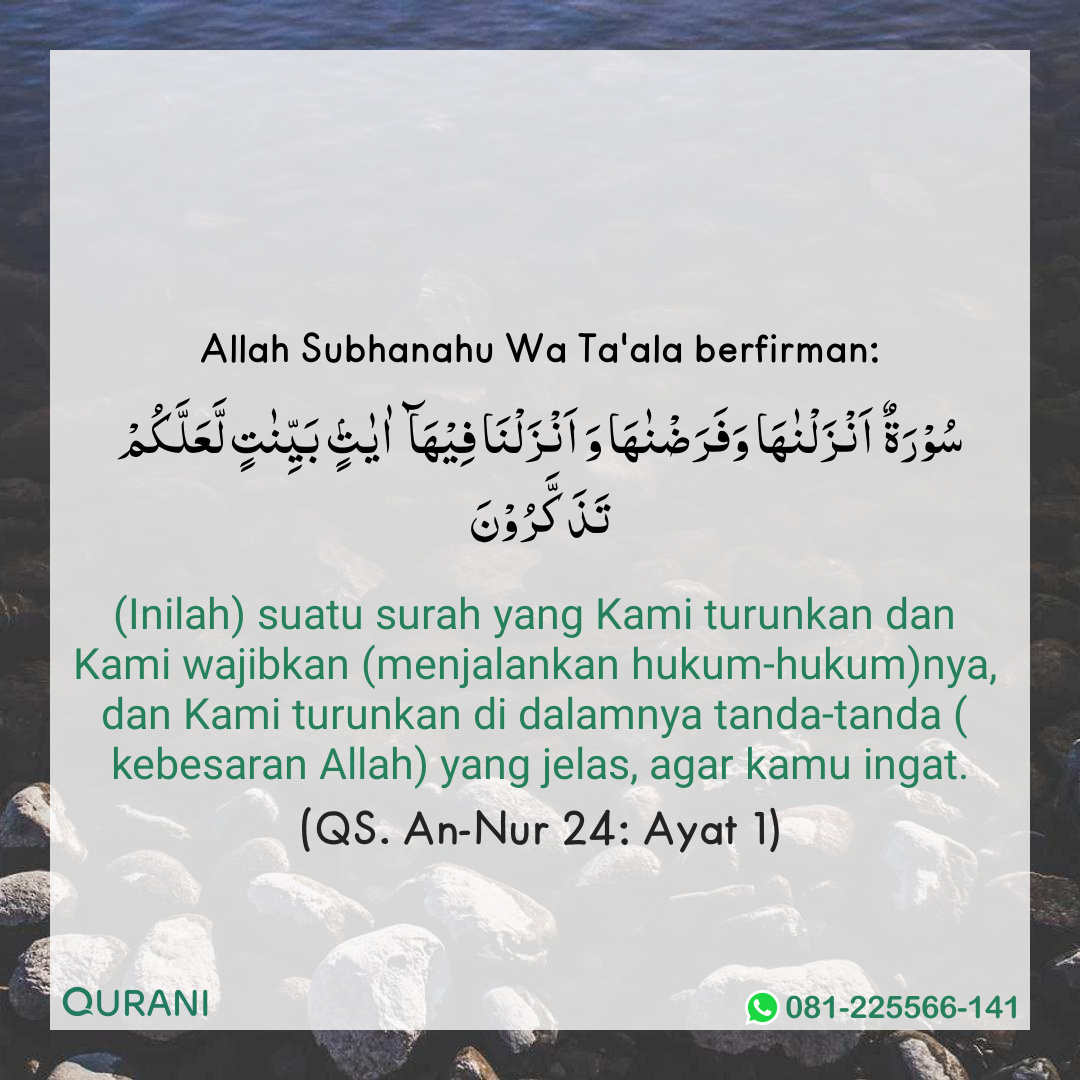 Allah Subhanahu Wa Ta'ala berfirman:
سُوْرَةٌ اَنْزَلْنٰهَا وَفَرَضْنٰهَا وَ اَنْزَلْنَا فِيْهَاۤ اٰيٰتٍۢ بَيِّنٰتٍ لَّعَلَّكُمْ
تَذَكَّرُوْنَ
(Inilah) suatu surah yang Kami turunkan dan
Kami wajibkan (menjalankan hukum-hukum)nya,
dan Kami turunkan di dalamnya tanda-tanda (
kebesaran Allah) yang jelas, agar kamu ingat.
(QS. An-Nur 24: Ayat 1)
QURANI
081-225566-141